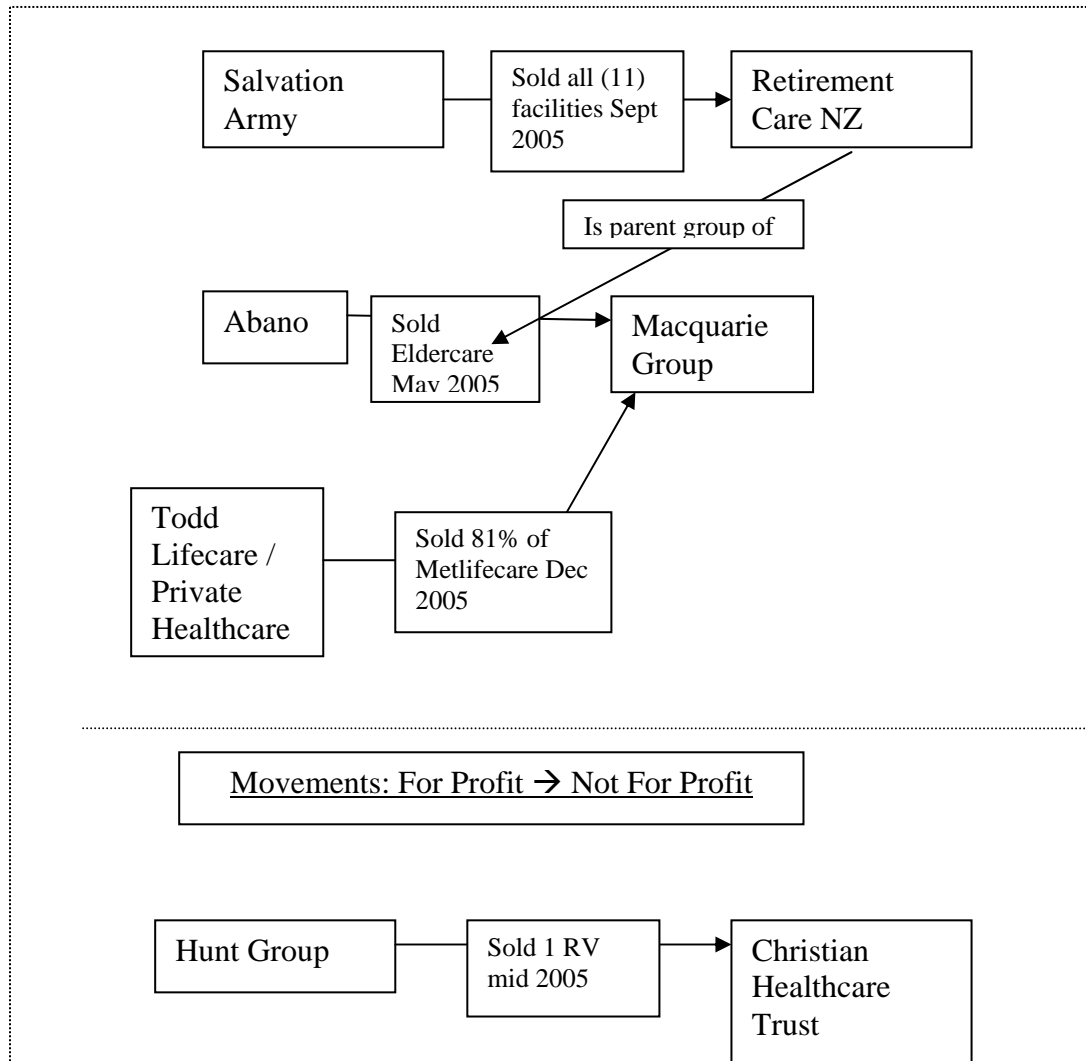 Salvation
Army
Sold all (11)
facilities Sept
2005
Retirement
Care NZ
Is parent group of
Abano
Sold
Eldercare
May 2005
Macquarie
Group
Todd
Lifecare /
Private
Healthcare
Sold 81% of
Metlifecare Dec
2005
Movements: For Profit → Not For Profit
Hunt Group
Sold 1 RV
mid 2005
Christian
Healthcare
Trust